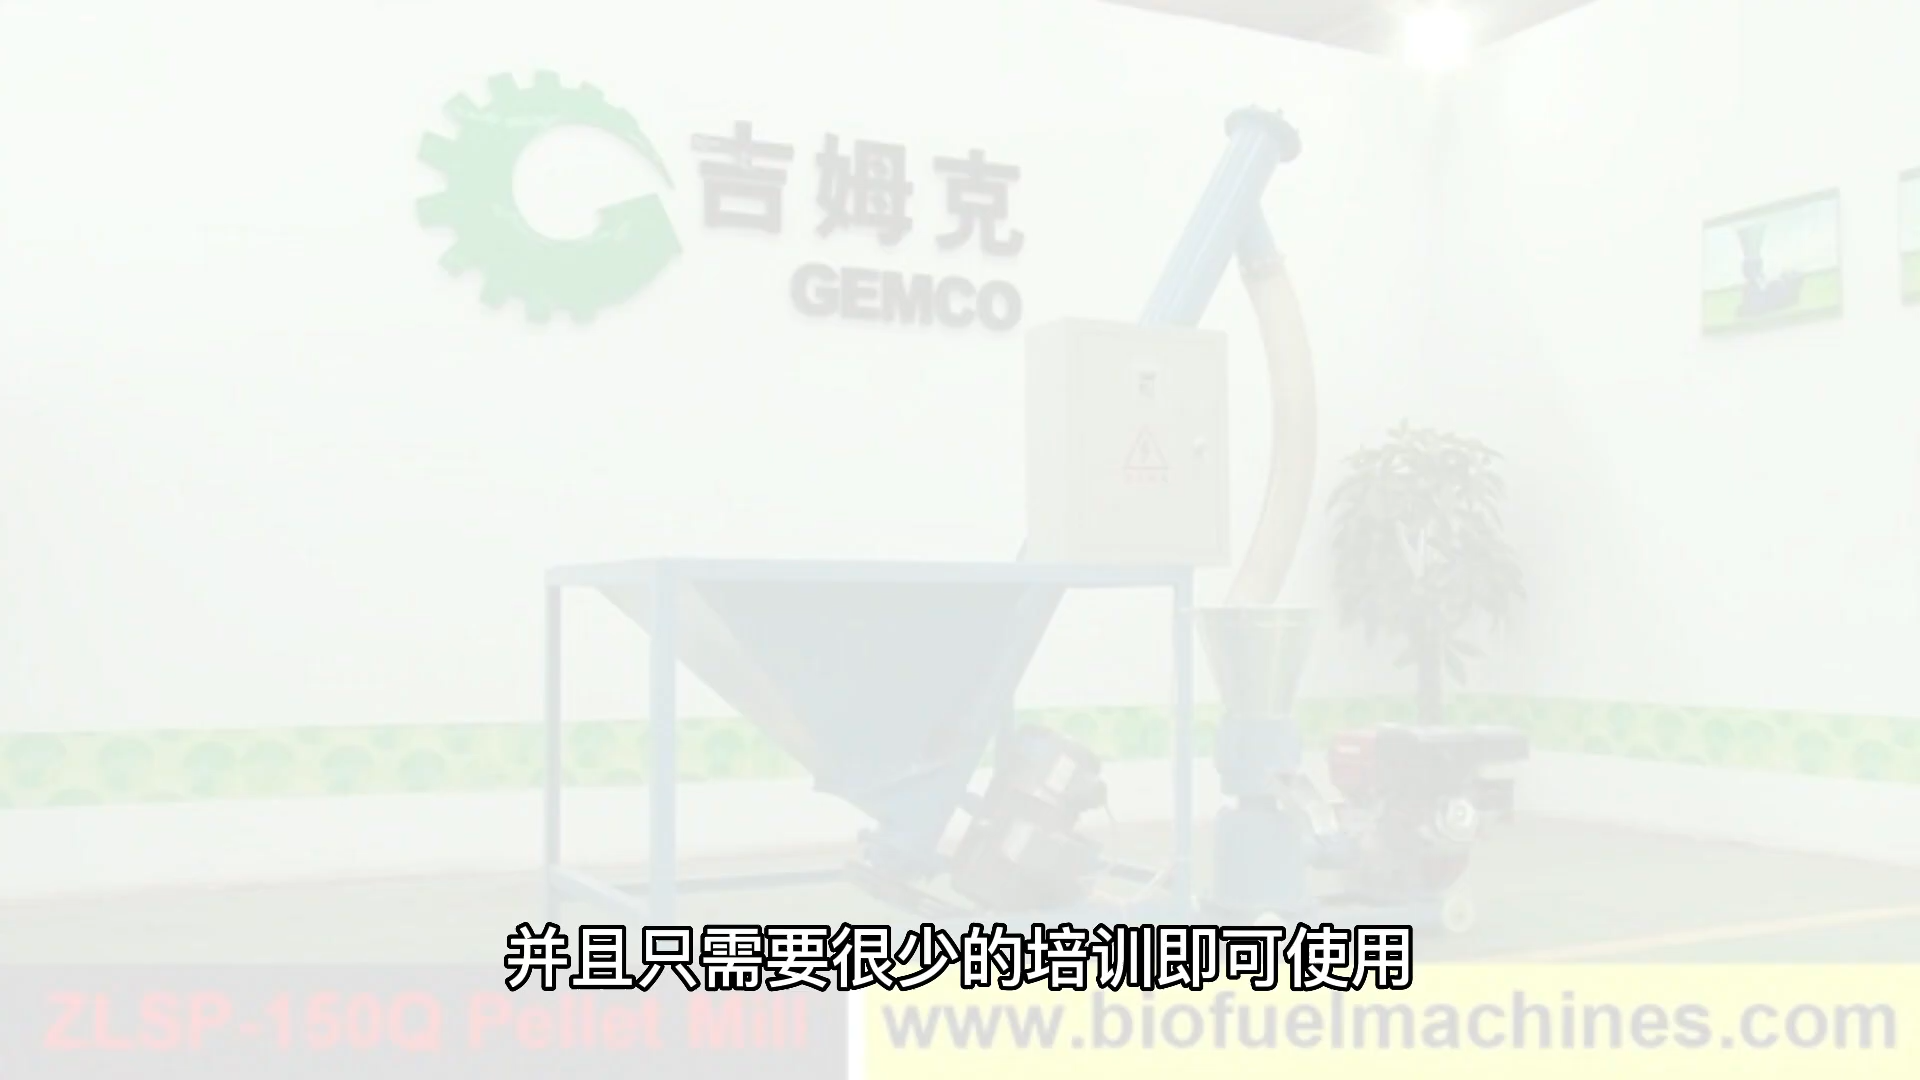 吉姆克
GEMCO
并且只需要很少的培训即可使用
ZLSP-150Q Pellet Mill
www.biofuelmachines.com